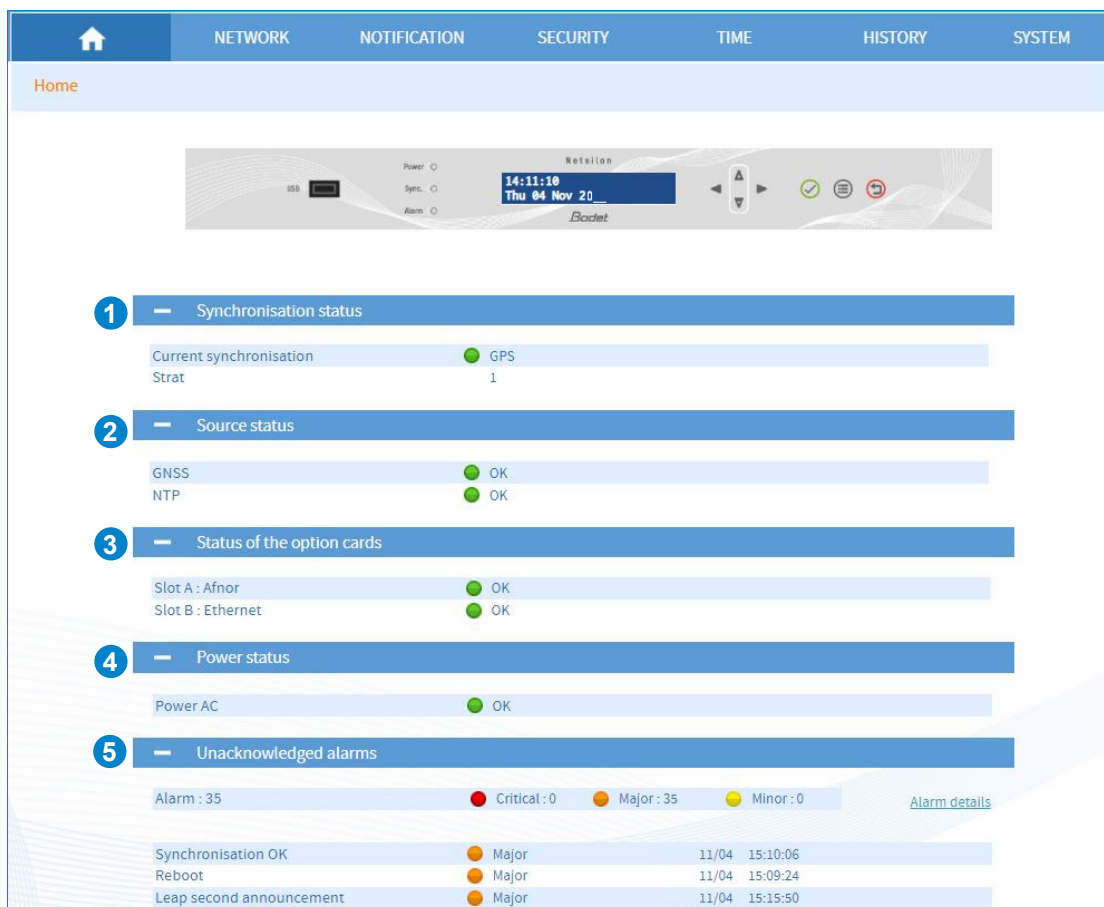 NETWORK NOTIFICATION SECURITY TIME HISTORY SYSTEM
Home
Netsilon
Power
USB
Sync.
Alarm
14:11:10
Thu 04 Nov 20__
Bodet
1 Synchronisation status
Current synchronisation GPS
Strat 1
2 Source status
GNSS OK
NTP OK
3 Status of the option cards
Slot A : Afnor OK
Slot B : Ethernet OK
4 Power status
Power AC OK
5 Unacknowledged alarms
Alarm : 35 Critical : 0 Major : 35 Minor : 0 Alarm details
Synchronisation OK Major 11/04 15:10:06
Reboot Major 11/04 15:09:24
Leap second announcement Major 11/04 15:15:50